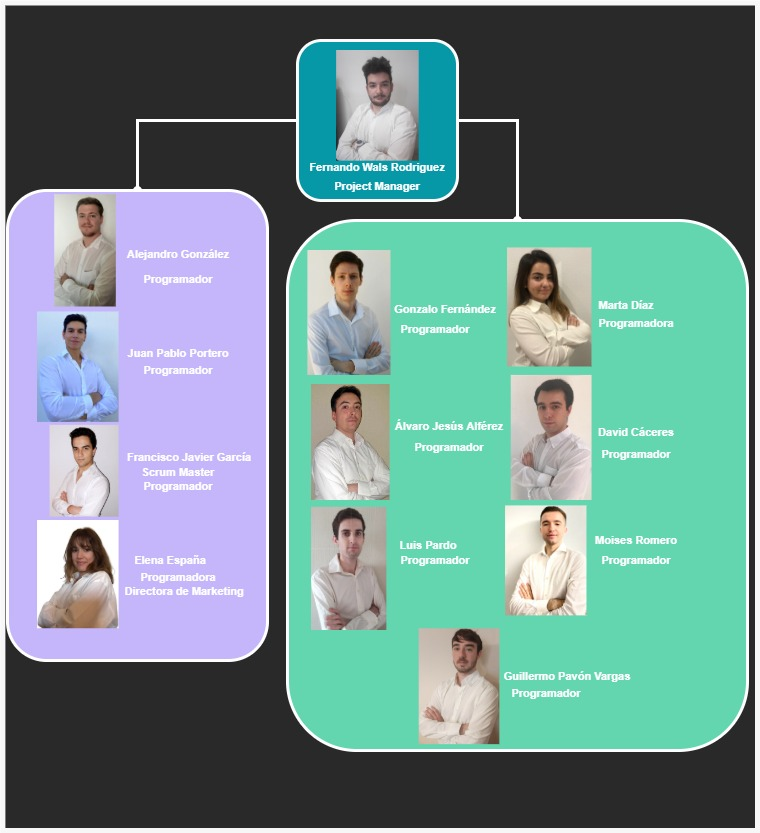 Fernando Wals Rodriguez
Project Manager
Alejandro González
Programador
Juan Pablo Portero
Programador
Francisco Javier García
Scrum Master
Programador
Elena España
Programadora
Directora de Marketing
Gonzalo Fernández
Programador
Marta Díaz
Programadora
Álvaro Jesús Alférez
Programador
David Cáceres
Programador
Luis Pardo
Programador
Moises Romero
Programador
Guillermo Pavón Vargas
Programador